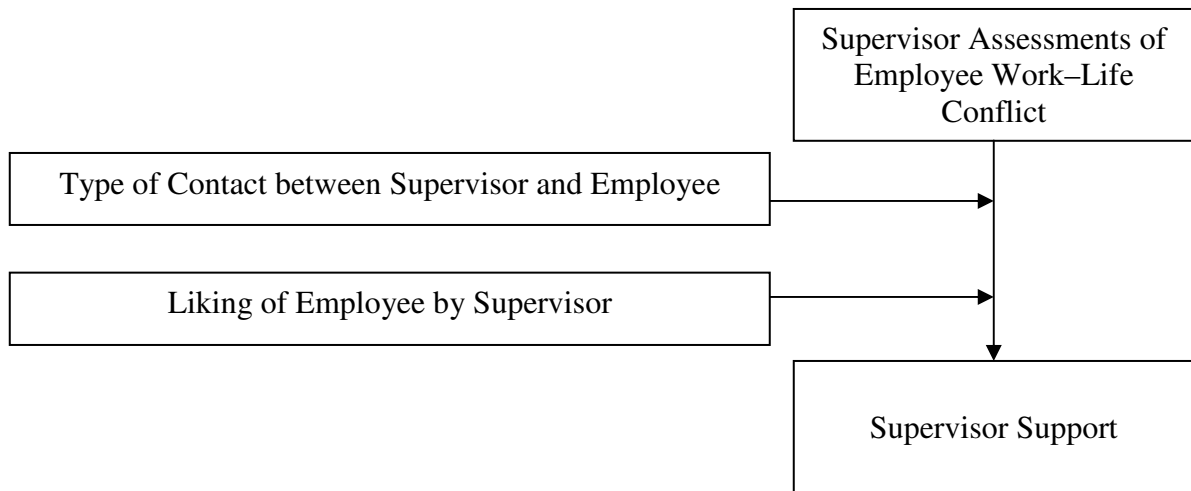 Supervisor Assessments of
Employee Work–Life
Conflict
Type of Contact between Supervisor and Employee
Liking of Employee by Supervisor
Supervisor Support